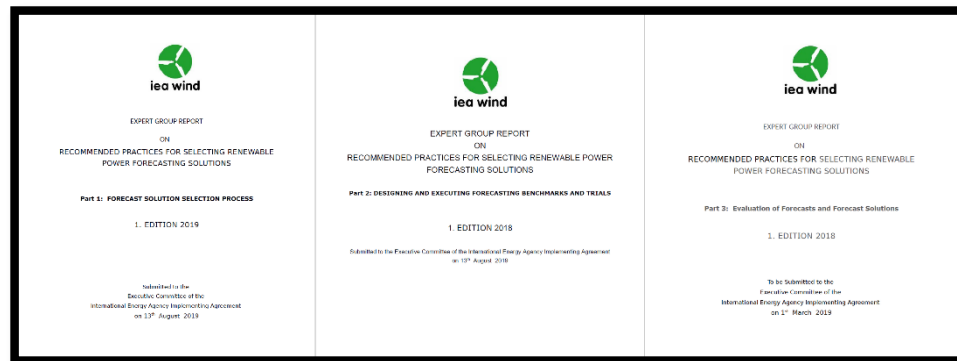 iea wind
EXPERT GROUP REPORT
ON
RECOMMENDED PRACTICES FOR SELECTING RENEWABLE
POWER FORECASTING SOLUTIONS
Part 1: FORECAST SOLUTION SELECTION PROCESS
1. EDITION 2019
Submitted to the
Executive Committee of the
International Energy Agency Implementing Agreement
on 13th August 2019
iea wind
EXPERT GROUP REPORT
ON
RECOMMENDED PRACTICES FOR SELECTING RENEWABLE POWER
FORECASTING SOLUTIONS
Part 2: DESIGNING AND EXECUTING FORECASTING BENCHMARKS AND TRIALS
1. EDITION 2018
Submitted to the Executive Committee of the International Energy Agency Implementing Agreement
on 13th August 2018
iea wind
EXPERT GROUP REPORT
ON
RECOMMENDED PRACTICES FOR SELECTING RENEWABLE
POWER FORECASTING SOLUTIONS
Part 3: Evaluation of Forecasts and Forecast Solutions
1. EDITION 2018
To be Submitted to the
Executive Committee of the
International Energy Agency Implementing Agreement
on 1st March 2019